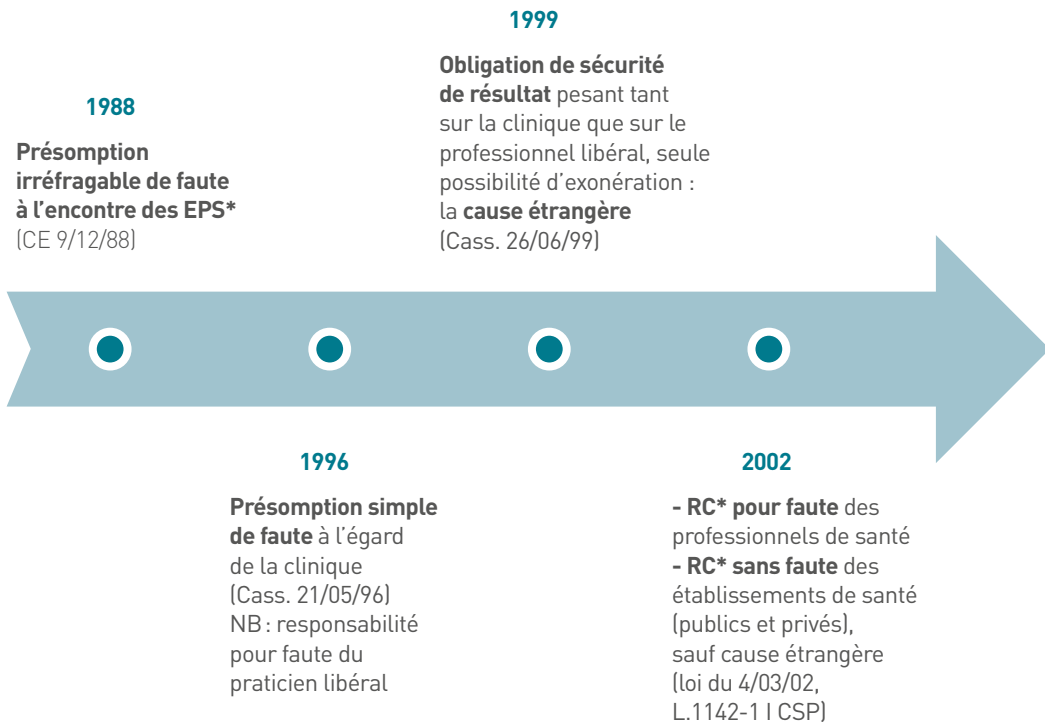 1988
Présomption
irréfragable de faute
à l'encontre des EPS*
(CE 9/12/88)
1996
Présomption simple
de faute à l'égard
de la clinique
(Cass. 21/05/96)
NB : responsabilité
pour faute du
praticien libéral
1999
Obligation de sécurité
de résultat pesant tant
sur la clinique que sur le
professionnel libéral, seule
possibilité d'exonération :
la cause étrangère
(Cass. 26/06/99)
2002
- RC* pour faute des
professionnels de santé
- RC* sans faute des
établissements de santé
(publics et privés),
sauf cause étrangère
(loi du 4/03/02,
L.1142-1 I CSP)